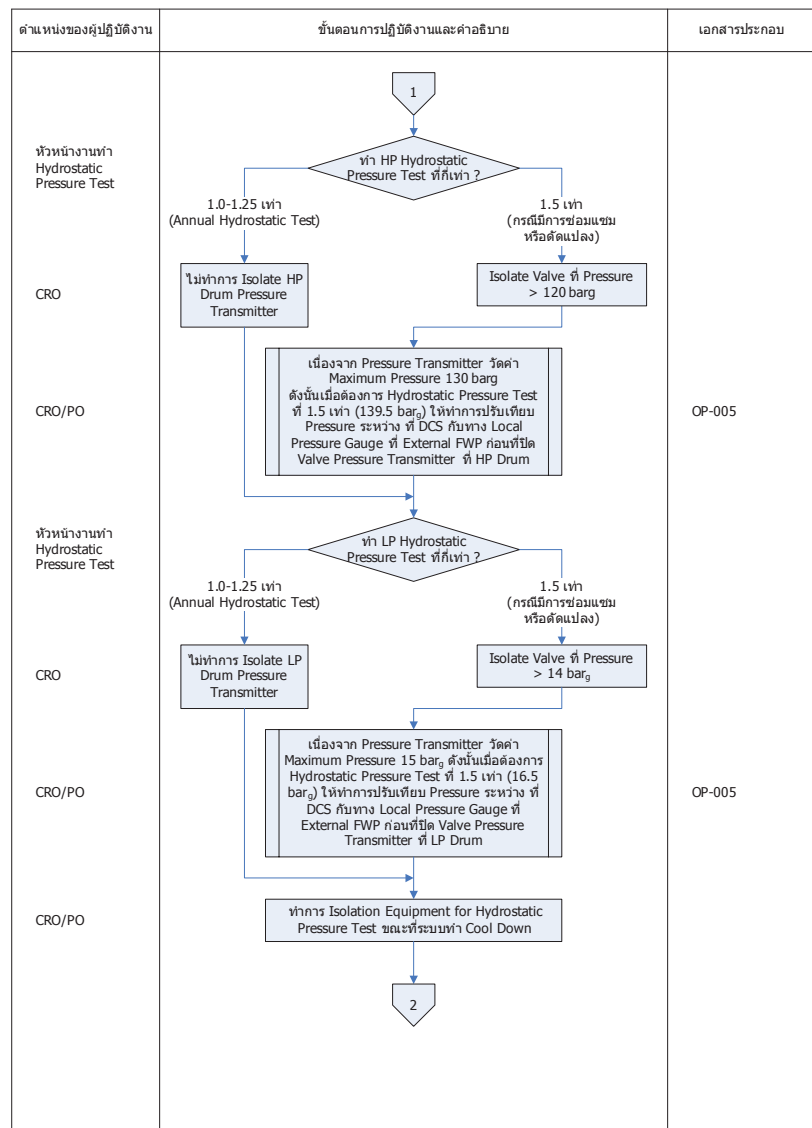 ตำแหน่งของผู้ปฏิบัติงาน
ขั้นตอนการปฏิบัติงานและคำอธิบาย
เอกสารประกอบ
1
หัวหน้างานทำ
Hydrostatic
Pressure Test
ทำ HP Hydrostatic
Pressure Test ที่กี่เท่า ?
1.0-1.25 เท่า
(Annual Hydrostatic Test)
1.5 เท่า
(กรณีมีการซ่อมแซม
หรือดัดแปลง)
CRO
ไม่ทำการ Isolate HP
Drum Pressure
Transmitter
Isolate Valve ที่ Pressure
> 120 barg
CRO/PO
เนื่องจาก Pressure Transmitter วัดค่า
Maximum Pressure 130 barg
ดังนั้นเมื่อต้องการ Hydrostatic Pressure Test
ที่ 1.5 เท่า (139.5 barg) ให้ทำการปรับเทียบ
Pressure ระหว่าง ที่ DCS กับทาง Local
Pressure Gauge ที่ External FWP ก่อนที่ปิด
Valve Pressure Transmitter ที่ HP Drum
OP-005
หัวหน้างานทำ
Hydrostatic
Pressure Test
ทำ LP Hydrostatic
Pressure Test ที่กี่เท่า ?
1.0-1.25 เท่า
(Annual Hydrostatic Test)
1.5 เท่า
(กรณีมีการซ่อมแซม
หรือดัดแปลง)
CRO
ไม่ทำการ Isolate LP
Drum Pressure
Transmitter
Isolate Valve ที่ Pressure
> 14 barg
CRO/PO
เนื่องจาก Pressure Transmitter วัดค่า
Maximum Pressure 15 barg ดังนั้นเมื่อต้องการ
Hydrostatic Pressure Test ที่ 1.5 เท่า (16.5
barg) ให้ทำการปรับเทียบ Pressure ระหว่าง ที่
DCS กับทาง Local Pressure Gauge ที่
External FWP ก่อนที่ปิด Valve Pressure
Transmitter ที่ LP Drum
OP-005
CRO/PO
ทำการ Isolation Equipment for Hydrostatic
Pressure Test ขณะที่ระบบทำ Cool Down
2